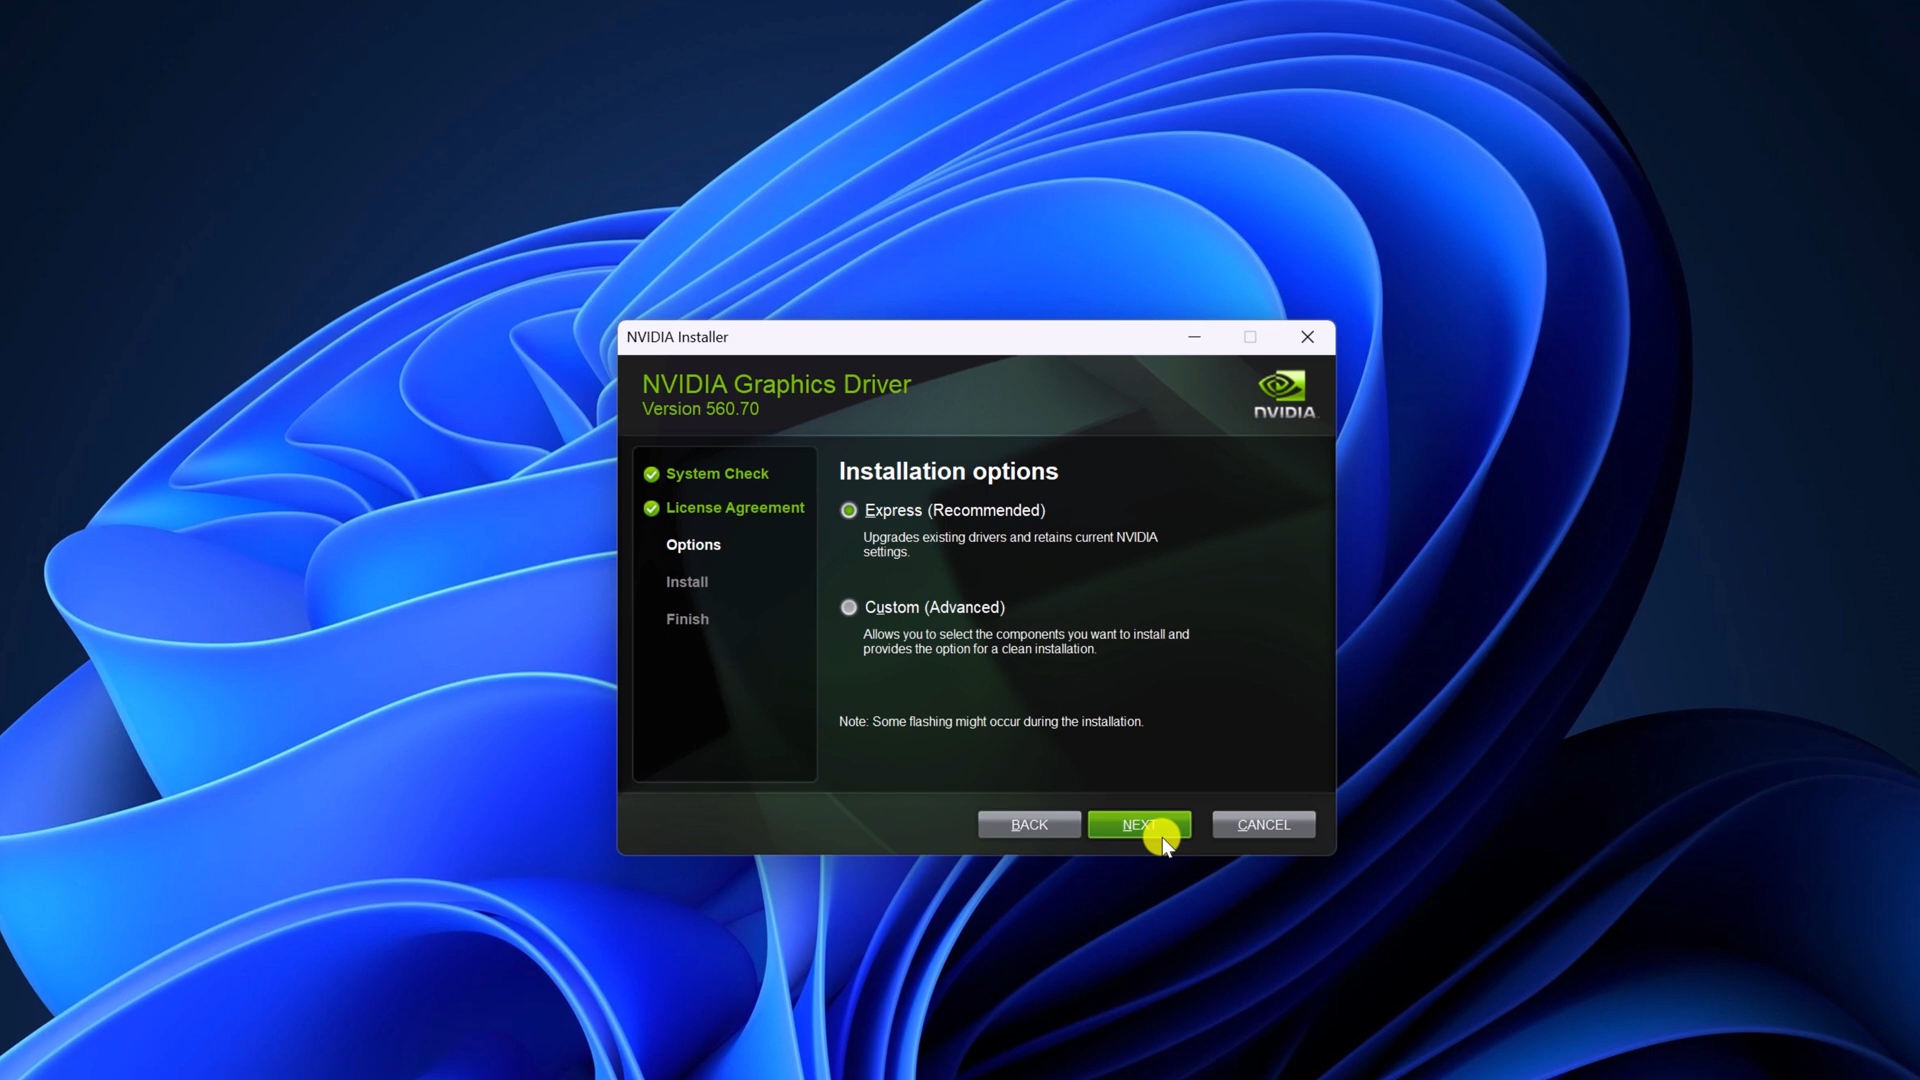 NVIDIA Installer
NVIDIA Graphics Driver
Version 560.70
NVIDIA
System Check
License Agreement
Options
Install
Finish
Installation options
Express (Recommended)
Upgrades existing drivers and retains current NVIDIA
settings.
Custom (Advanced)
Allows you to select the components you want to install and
provides the option for a clean installation.
Note: Some flashing might occur during the installation.
BACK
NEXT
CANCEL